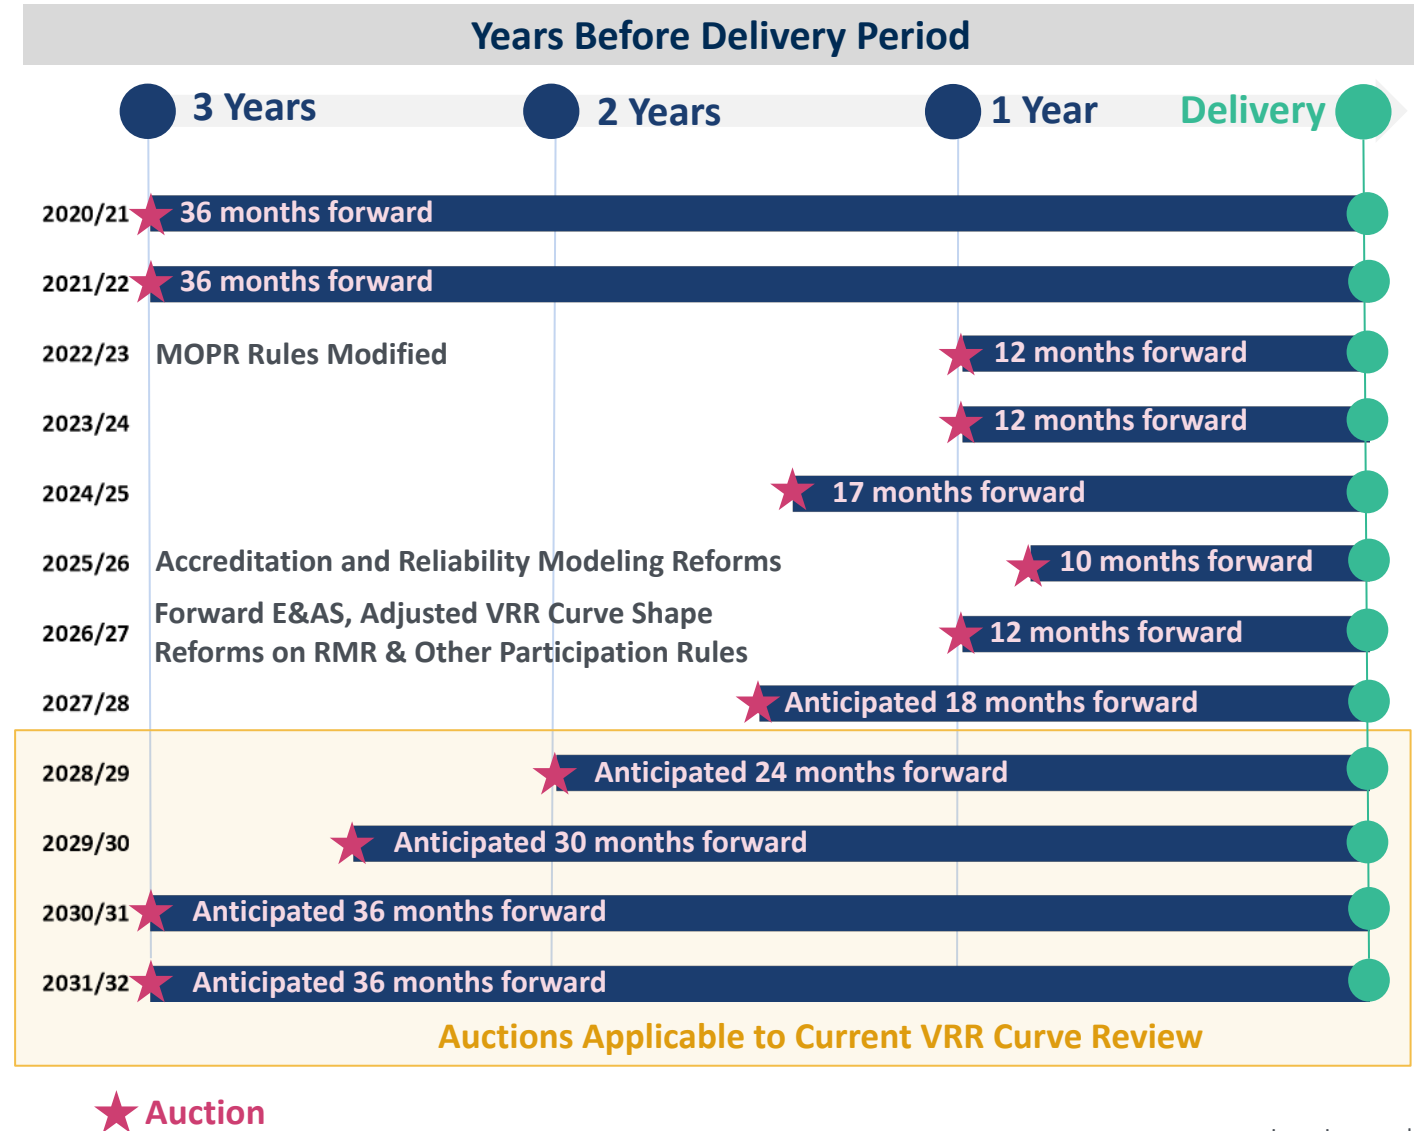 Years Before Delivery Period
3 Years
2 Years
1 Year
Delivery
2020/21
36 months forward
2021/22
36 months forward
2022/23
MOPR Rules Modified
12 months forward
2023/24
12 months forward
2024/25
17 months forward
2025/26
Accreditation and Reliability Modeling Reforms
10 months forward
2026/27
Forward E&AS, Adjusted VRR Curve Shape
Reforms on RMR & Other Participation Rules
12 months forward
2027/28
Anticipated 18 months forward
2028/29
Anticipated 24 months forward
2029/30
Anticipated 30 months forward
2030/31
Anticipated 36 months forward
2031/32
Anticipated 36 months forward
Auctions Applicable to Current VRR Curve Review
Auction